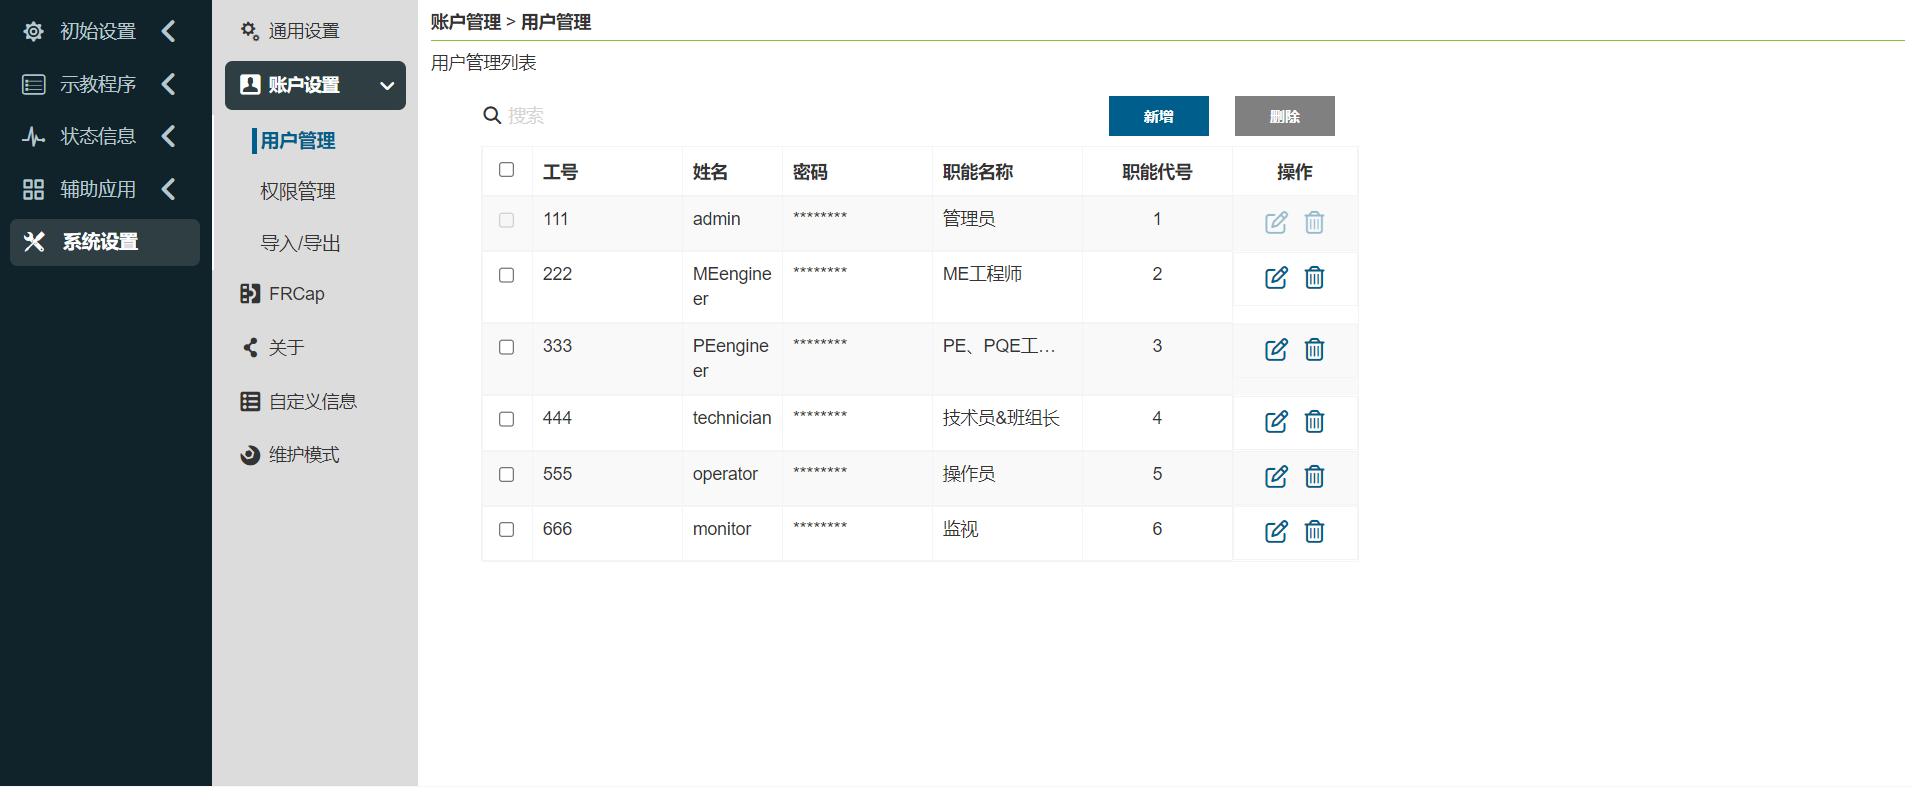 初始设置
示教程序
状态信息
辅助应用
系统设置
通用设置
账户设置
用户管理
权限管理
导入/导出
FRCap
关于
自定义信息
维护模式
账户管理 > 用户管理
用户管理列表
搜索
新增 删除
工号 姓名 密码 职能名称 职能代号 操作
111 admin ******** 管理员 1
222 MEengine ******** ME工程师 2
er
333 PEengine ******** PE、PQE工... 3
er
444 technician ******** 技术员&班组长 4
555 operator ******** 操作员 5
666 monitor ******** 监视 6